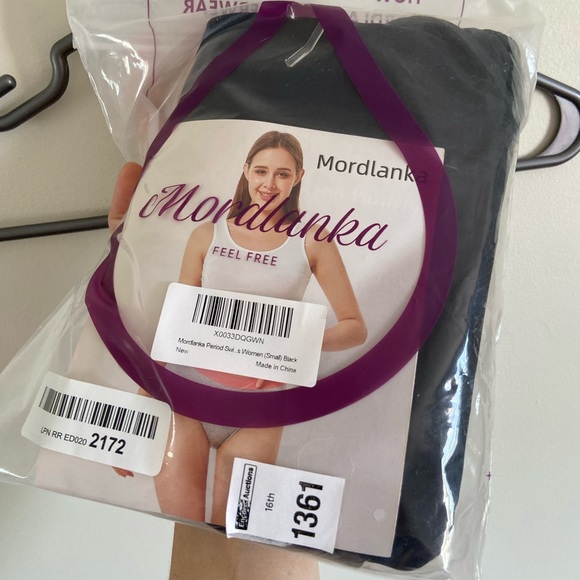 Mordlanka
Mordlanka
FEEL FREE
X0033DQGWN
Mordlanka Period Swi...s Women (Small) Black
New
Made in China
LPN RR ED020 2172
16th
1361